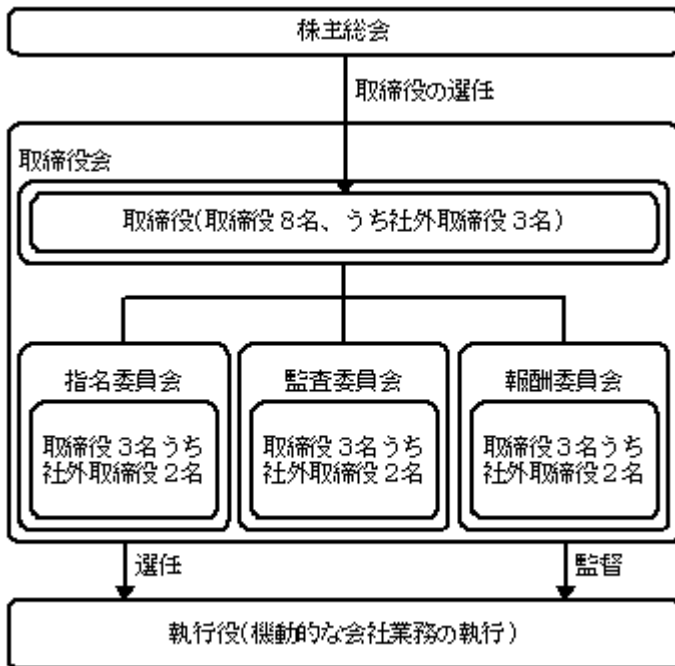 株主総会
取締役の選任
取締役会
取締役(取締役８名、うち社外取締役３名)
指名委員会
取締役３名うち
社外取締役２名
監査委員会
取締役３名うち
社外取締役２名
報酬委員会
取締役３名うち
社外取締役２名
選任
監督
執行役(機動的な会社業務の執行)